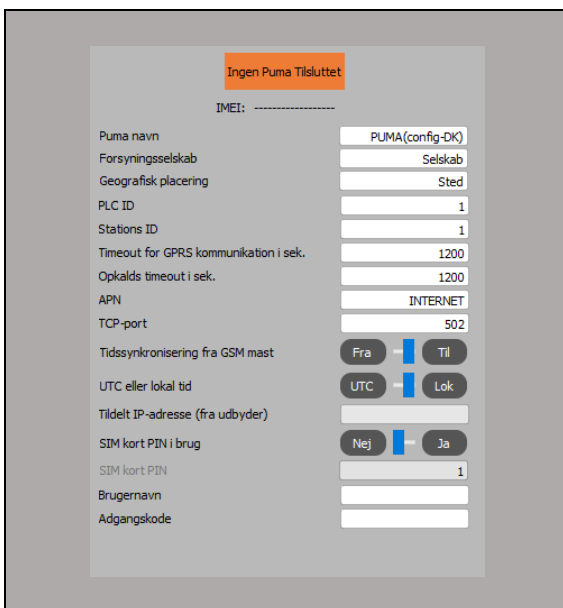 Ingen Puma Tilsluttet
IMEI: ------------------
Puma navn PUMA(config-DK)
Forsyningsselskab Selskab
Geografisk placering Sted
PLC ID 1
Stations ID 1
Timeout for GPRS kommunikation i sek. 1200
Opkalds timeout i sek. 1200
APN INTERNET
TCP-port 502
Tidssynkronisering fra GSM mast Fra Til
UTC eller lokal tid UTC Lok
Tildelt IP-adresse (fra udbyder)
SIM kort PIN i brug Nej Ja
SIM kort PIN 1
Brugernavn
Adgangskode